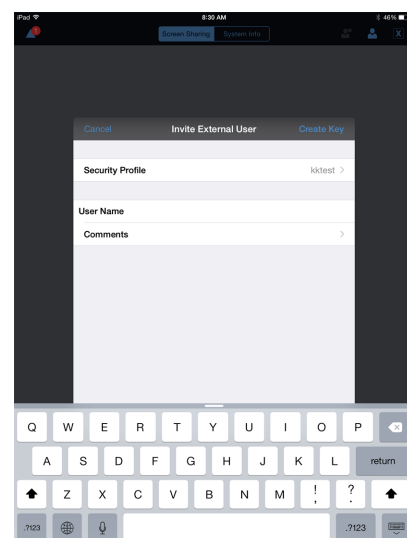 iPad 8:30 AM 46%
1 Screen Sharing System Info X
Cancel Invite External User Create Key
Security Profile kktest >
User Name
Comments >
Q W E R T Y U I O P
A S D F G H J K L return
Z X C V B N M ! , ? .
.?123 .?123